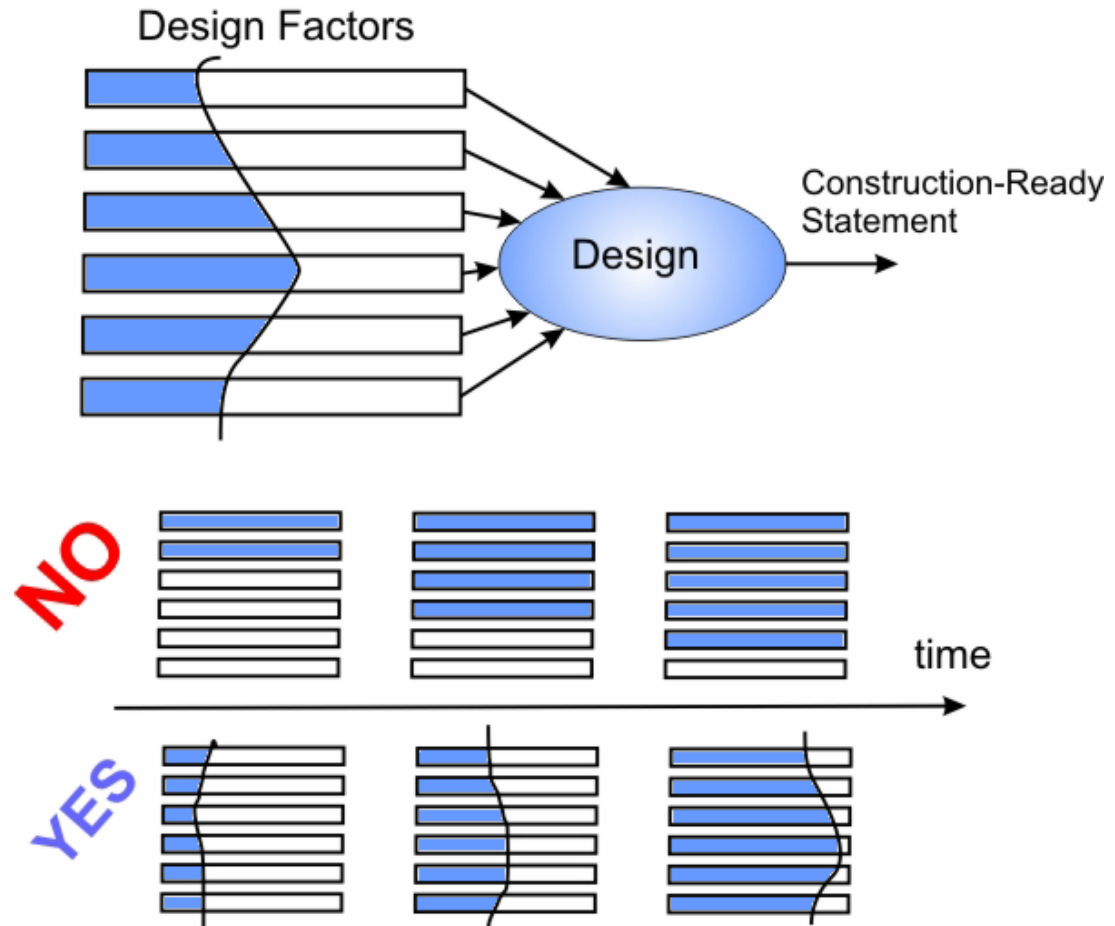 Design Factors
Construction-Ready
Statement
Design
NO
time
YES